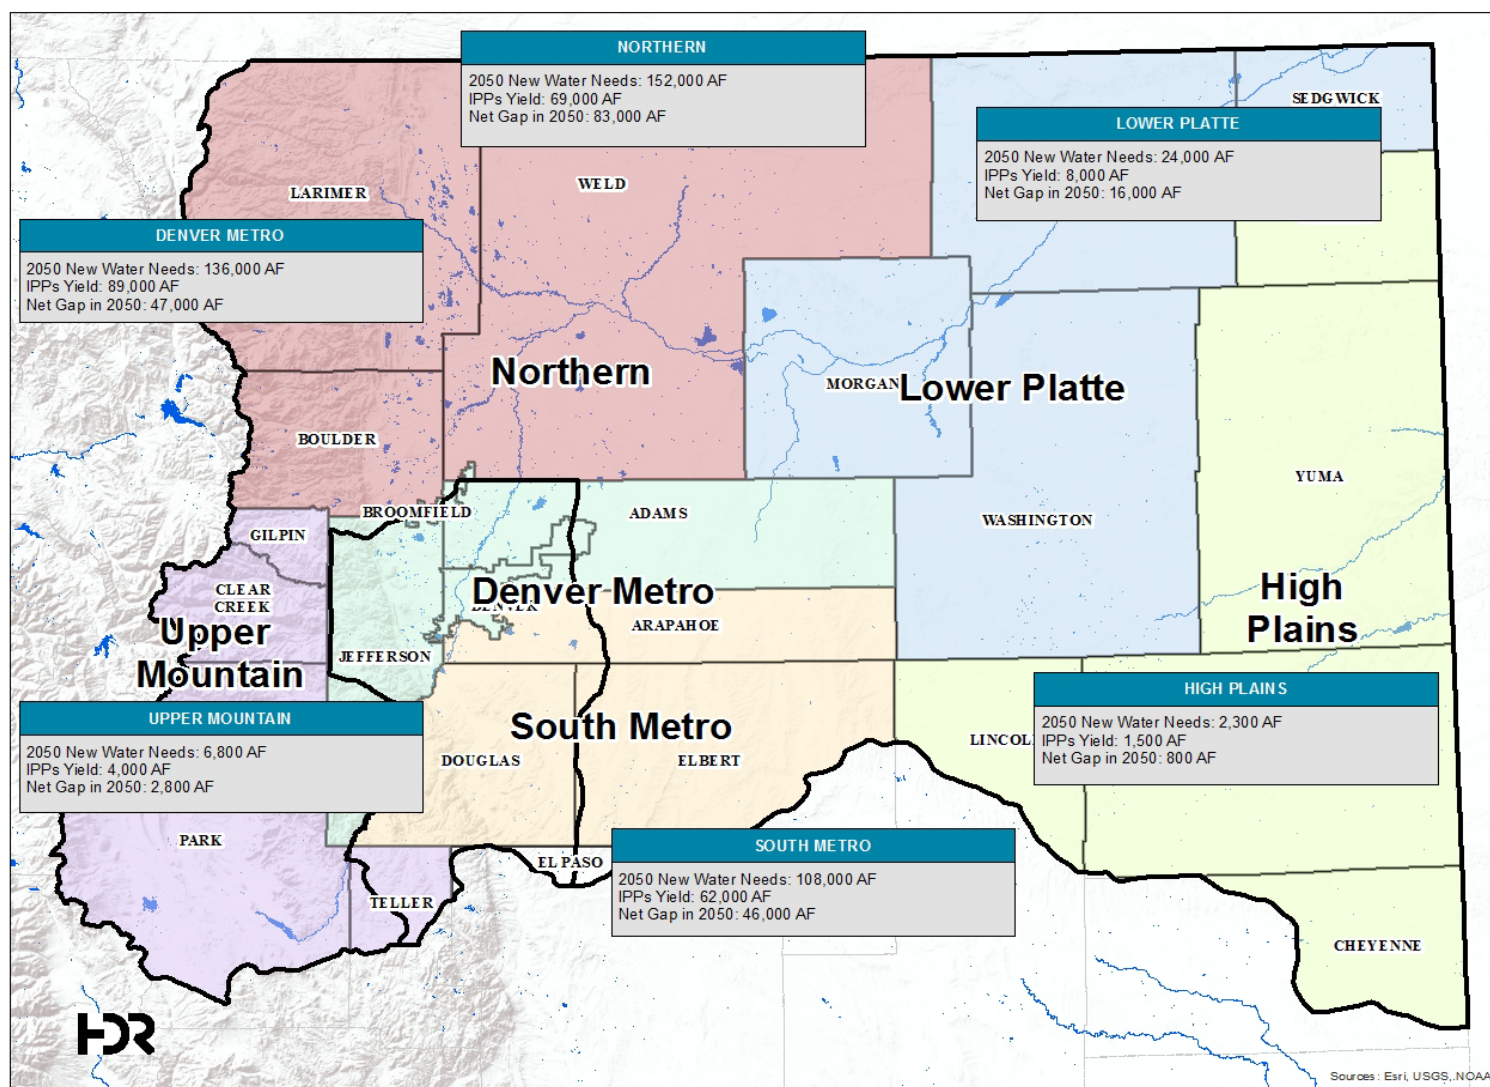 NORTHERN
2050 New Water Needs: 152,000 AF
IPPs Yield: 69,000 AF
Net Gap in 2050: 83,000 AF
SEDGWICK
LOWER PLATTE
2050 New Water Needs: 24,000 AF
IPPs Yield: 8,000 AF
Net Gap in 2050: 16,000 AF
LARIMER
WELD
DENVER METRO
2050 New Water Needs: 136,000 AF
IPPs Yield: 89,000 AF
Net Gap in 2050: 47,000 AF
Northern
MORGAN
Lower Platte
BOULDER
YUMA
BROOMFIELD
ADAMS
WASHINGTON
GILPIN
CLEAR
CREEK
Denver Metro
DENVER
High
Plains
Upper
Mountain
ARAPAHOE
JEFFERSON
UPPER MOUNTAIN
2050 New Water Needs: 6,800 AF
IPPs Yield: 4,000 AF
Net Gap in 2050: 2,800 AF
South Metro
DOUGLAS
ELBERT
LINCOL
HIGH PLAINS
2050 New Water Needs: 2,300 AF
IPPs Yield: 1,500 AF
Net Gap in 2050: 800 AF
PARK
EL PASO
SOUTH METRO
2050 New Water Needs: 108,000 AF
IPPs Yield: 62,000 AF
Net Gap in 2050: 46,000 AF
TELLER
CHEYENNE
HDR
Sources: Esri, USGS, NOAA